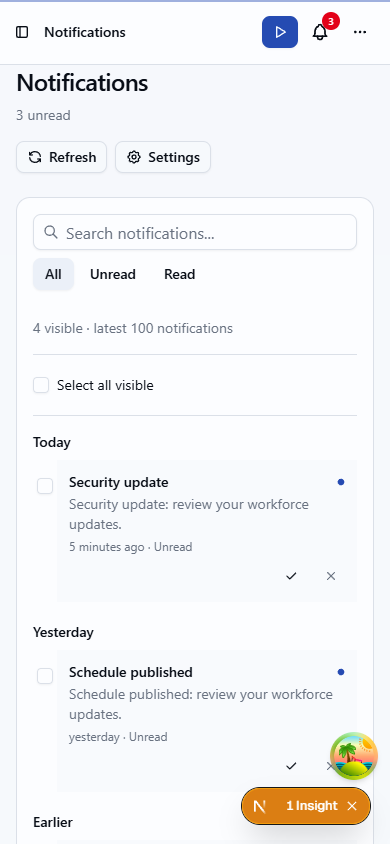 Notifications
3
Notifications
3 unread
Refresh
Settings
Search notifications...
All
Unread
Read
4 visible · latest 100 notifications
Select all visible
Today
Security update
Security update: review your workforce
updates.
5 minutes ago · Unread
Yesterday
Schedule published
Schedule published: review your workforce
updates.
yesterday · Unread
N
1 Insight
Earlier